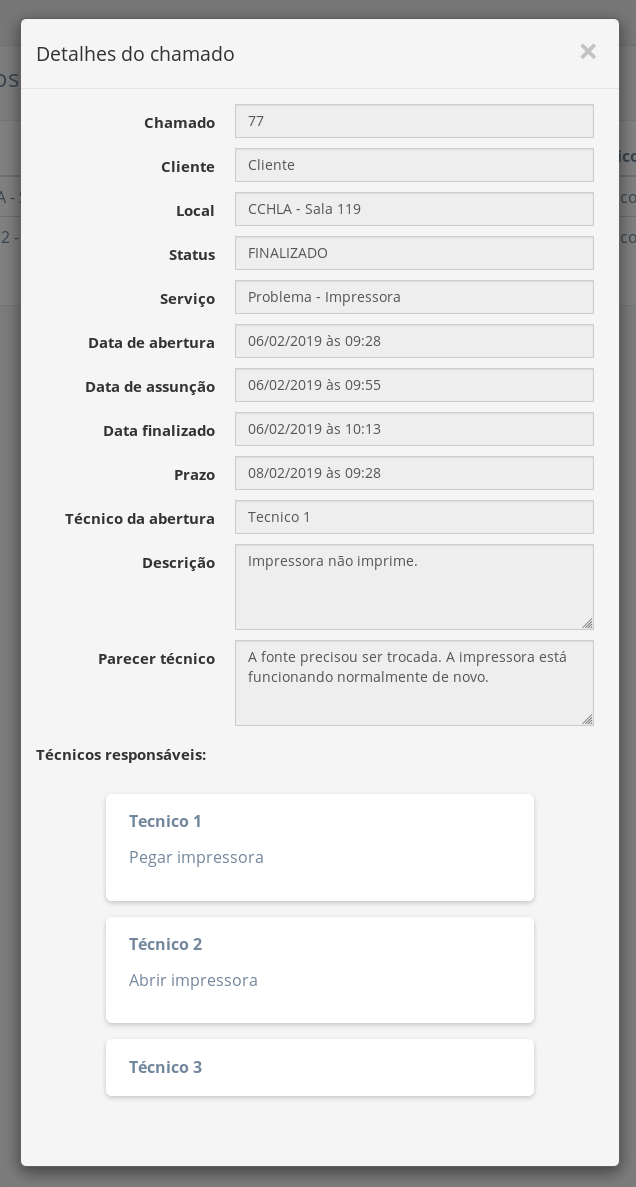 Detalhes do chamado
×
Chamado 77
Cliente Cliente
Local CCHLA - Sala 119
Status FINALIZADO
Serviço Problema - Impressora
Data de abertura 06/02/2019 às 09:28
Data de assunção 06/02/2019 às 09:55
Data finalizado 06/02/2019 às 10:13
Prazo 08/02/2019 às 09:28
Técnico da abertura Tecnico 1
Descrição Impressora não imprime.
Parecer técnico A fonte precisou ser trocada. A impressora está
funcionando normalmente de novo.
Técnicos responsáveis:
Tecnico 1
Pegar impressora
Técnico 2
Abrir impressora
Técnico 3